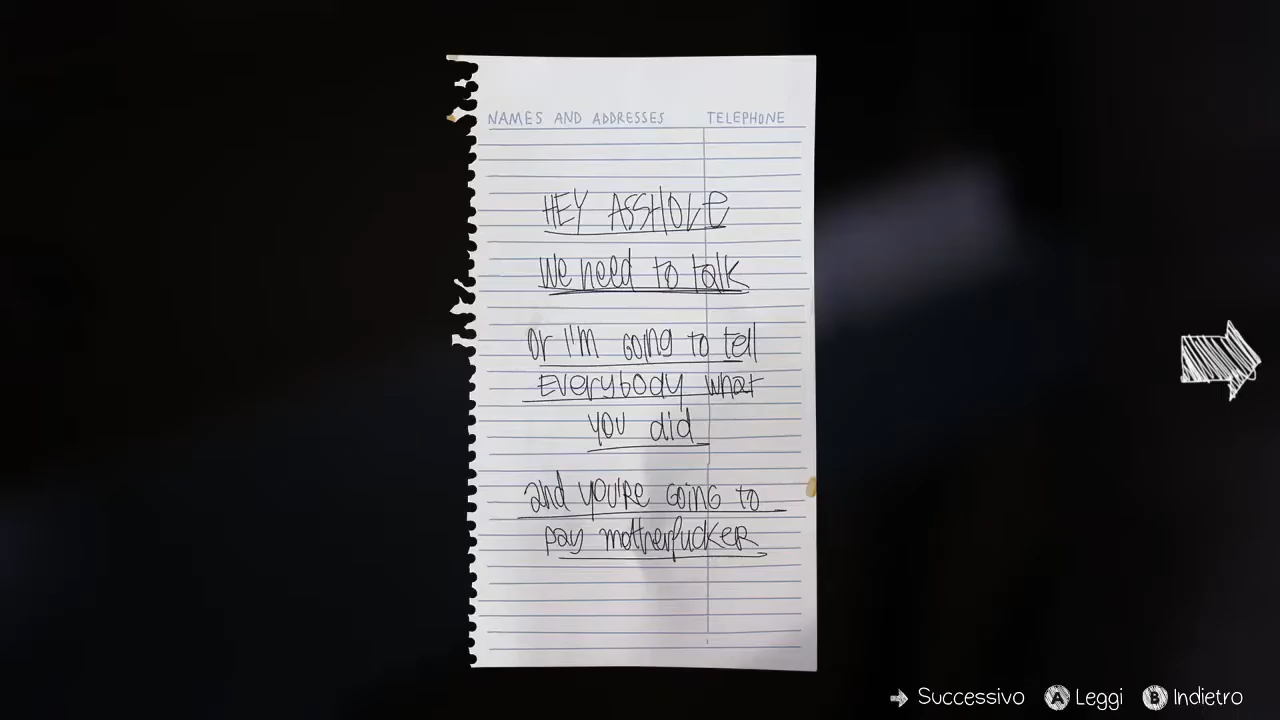 NAMES AND ADDRESSES TELEPHONE
HEY ASSHOLE
We need to talk
Or I'm Going to tell
Everybody what
YOU did
and YOU'RE GOING to
pay motherfuckER
Successivo A Leggi B Indietro